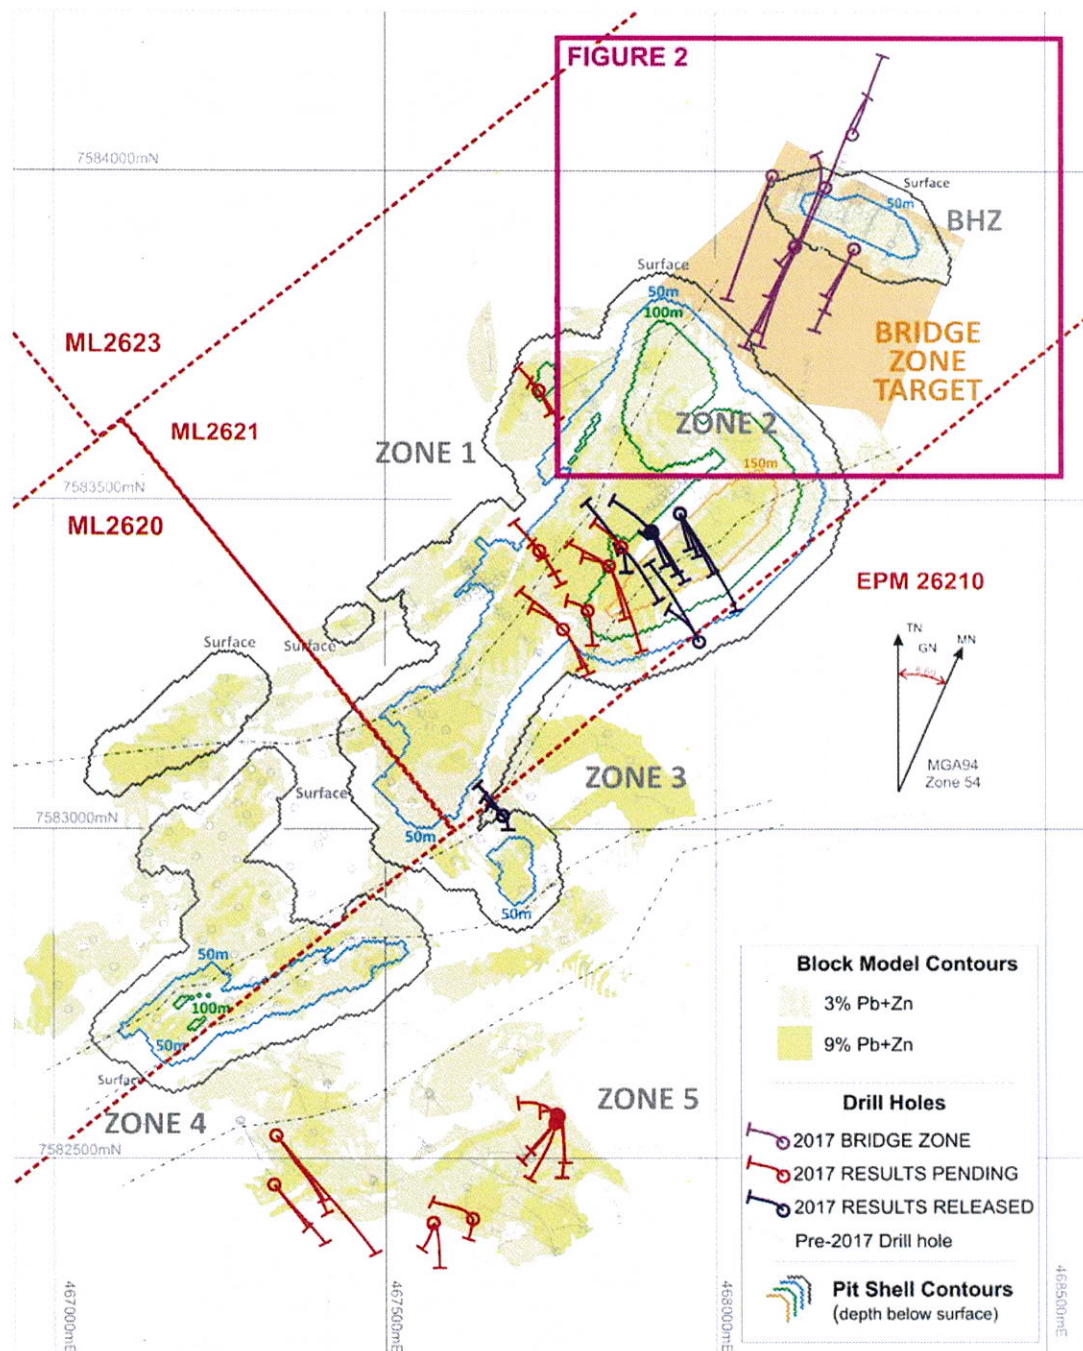 FIGURE 2
7584000mN
Surface
50m
BHZ
Surface
50m
100m
BRIDGE
ZONE
TARGET
ML2623
ML2621
ZONE 1
ZONE 2
150m
7583500mN
ML2620
EPM 26210
TN
GN
MN
MGA94
Zone 54
Surface
Surface
ZONE 3
Surface
7583000mN
50m
50m
50m
100m
50m
Surface
ZONE 4
ZONE 5
7582500mN
467000mE
467500mE
468000mE
468500mE
Block Model Contours
3% Pb+Zn
9% Pb+Zn
Drill Holes
2017 BRIDGE ZONE
2017 RESULTS PENDING
2017 RESULTS RELEASED
Pre-2017 Drill hole
Pit Shell Contours
(depth below surface)